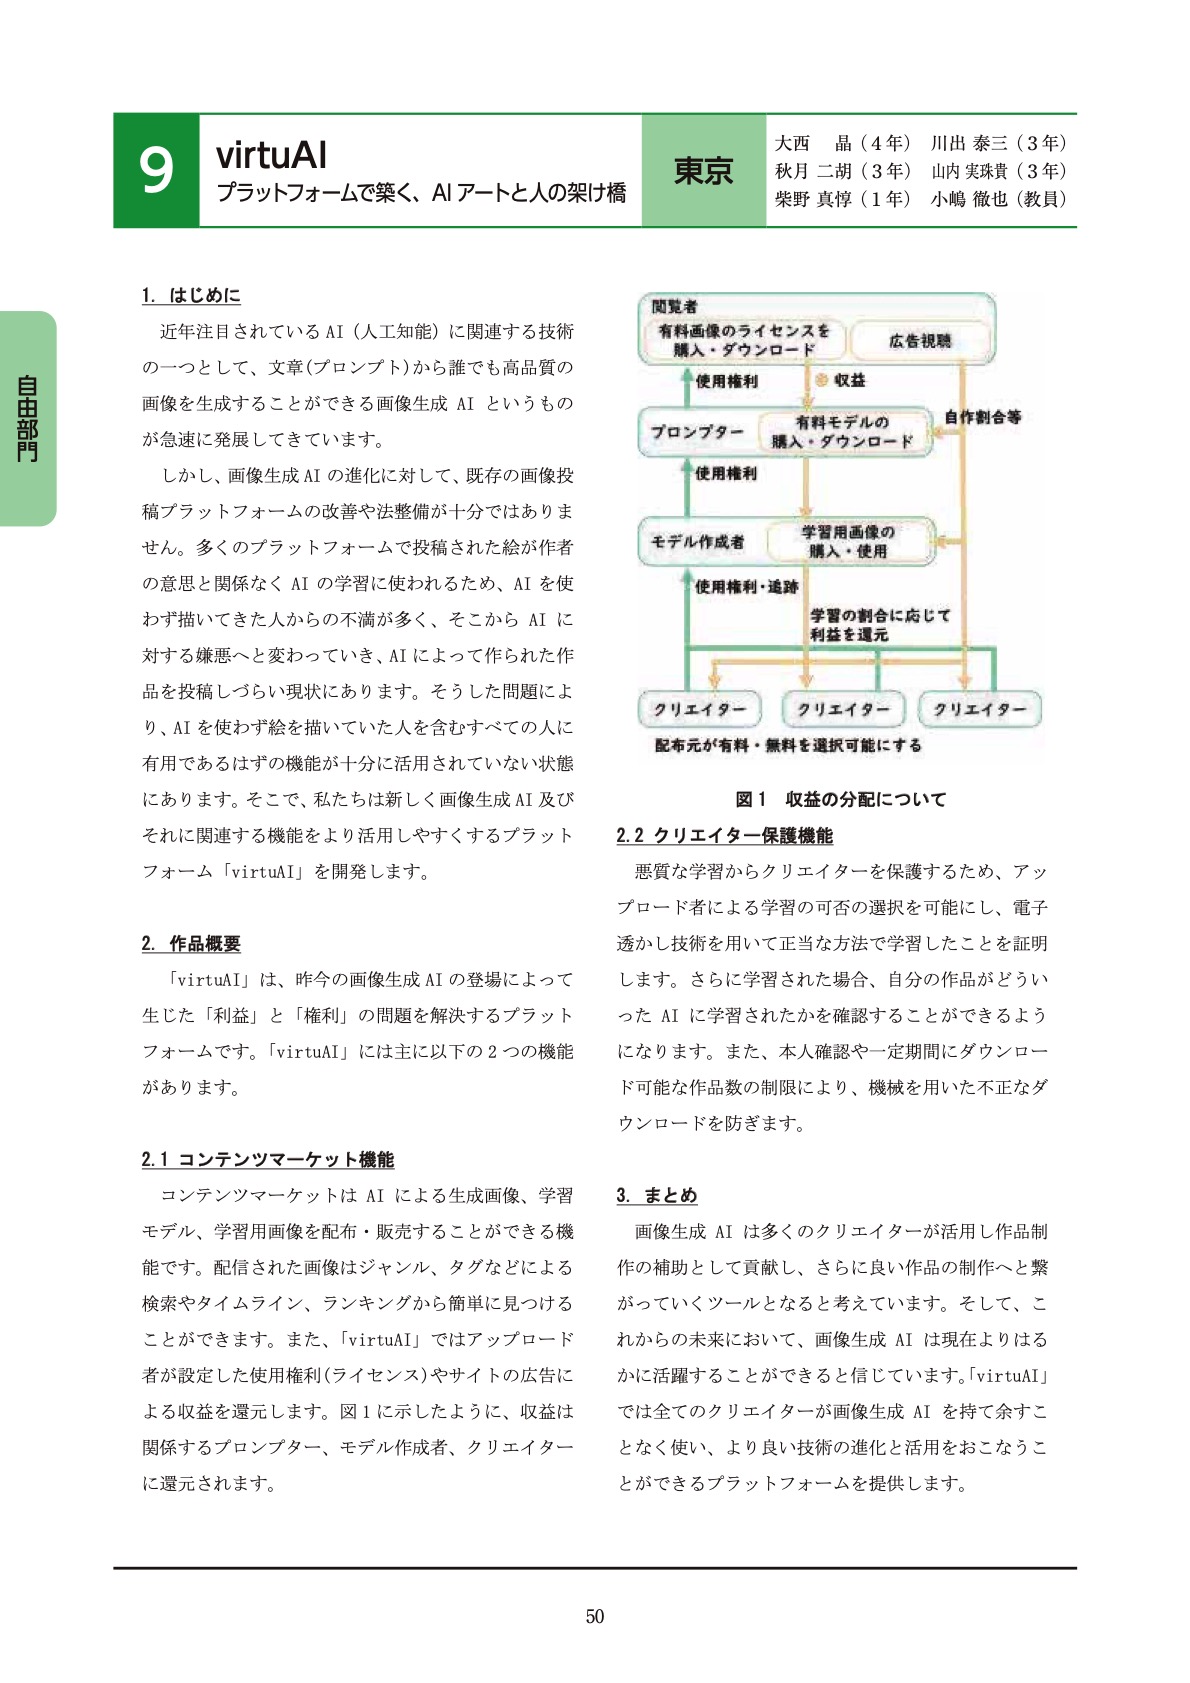 9
virtuAI
プラットフォームで築く、AIアートと人の架け橋
東京
大西　晶（４年）　川出 泰三（３年）
秋月 二胡（３年）　山内 実珠貴（３年）
柴野 真惇（１年）　小嶋 徹也（教員）
自由部門
1. はじめに
近年注目されているAI（人工知能）に関連する技術
の一つとして、文章(プロンプト)から誰でも高品質の
画像を生成することができる画像生成 AI というもの
が急速に発展してきています。
しかし、画像生成AIの進化に対して、既存の画像投
稿プラットフォームの改善や法整備が十分ではありま
せん。多くのプラットフォームで投稿された絵が作者
の意思と関係なく AI の学習に使われるため、AI を使
わず描いてきた人からの不満が多く、そこから AI に
対する嫌悪へと変わっていき、AIによって作られた作
品を投稿しづらい現状にあります。そうした問題によ
り、AIを使わず絵を描いていた人を含むすべての人に
有用であるはずの機能が十分に活用されていない状態
にあります。そこで、私たちは新しく画像生成AI及び
それに関連する機能をより活用しやすくするプラット
フォーム「virtuAI」を開発します。
2. 作品概要
「virtuAI」は、昨今の画像生成AIの登場によって
生じた「利益」と「権利」の問題を解決するプラット
フォームです。「virtuAI」には主に以下の2つの機能
があります。
2.1 コンテンツマーケット機能
コンテンツマーケットは AI による生成画像、学習
モデル、学習用画像を配布・販売することができる機
能です。配信された画像はジャンル、タグなどによる
検索やタイムライン、ランキングから簡単に見つける
ことができます。また、「virtuAI」ではアップロード
者が設定した使用権利(ライセンス)やサイトの広告に
よる収益を還元します。図1に示したように、収益は
関係するプロンプター、モデル作成者、クリエイター
に還元されます。
閲覧者
有料画像のライセンスを
購入・ダウンロード
広告視聴
使用権利
収益
プロンプター
有料モデルの
購入・ダウンロード
自作割合等
使用権利
モデル作成者
学習用画像の
購入・使用
使用権利・追跡
学習の割合に応じて
利益を還元
クリエイター
クリエイター
クリエイター
配布元が有料・無料を選択可能にする
図1　収益の分配について
2.2 クリエイター保護機能
悪質な学習からクリエイターを保護するため、アッ
プロード者による学習の可否の選択を可能にし、電子
透かし技術を用いて正当な方法で学習したことを証明
します。さらに学習された場合、自分の作品がどうい
った AI に学習されたかを確認することができるよう
になります。また、本人確認や一定期間にダウンロー
ド可能な作品数の制限により、機械を用いた不正なダ
ウンロードを防ぎます。
3. まとめ
画像生成 AI は多くのクリエイターが活用し作品制
作の補助として貢献し、さらに良い作品の制作へと繋
がっていくツールとなると考えています。そして、こ
れからの未来において、画像生成 AI は現在よりはる
かに活躍することができると信じています。「virtuAI」
では全てのクリエイターが画像生成 AI を持て余すこ
となく使い、より良い技術の進化と活用をおこなうこ
とができるプラットフォームを提供します。
50